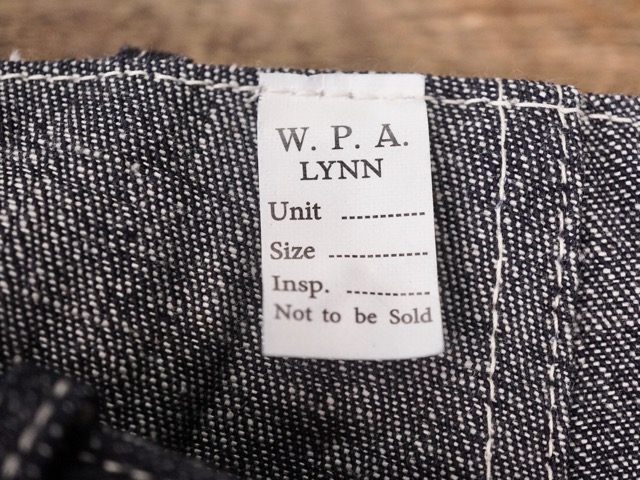 W. P. A.
LYNN
Unit ------------
Size --------------
Insp. ------------
Not to be Sold